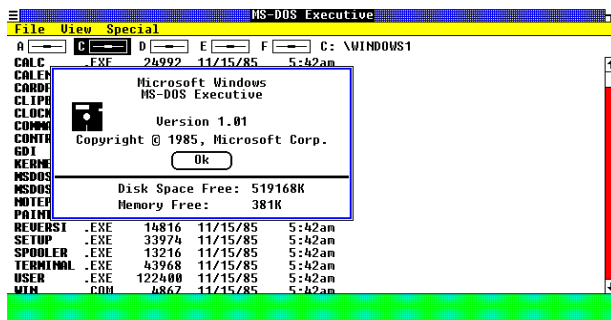 MS-DOS Executive
File View Special
A C D E F C: \WINDOWS1
CALC .EXE 24992 11/15/85 5:42am
CALEN
CARDF
CLIPB
CLOCK
COMMA
CONTR
GDI
KERNE
MSDOS
MSDOS
NOTEP
PAINT
Microsoft Windows
MS-DOS Executive
Version 1.01
Copyright © 1985, Microsoft Corp.
Ok
Disk Space Free: 519168K
Memory Free: 381K
REVERSI .EXE 14816 11/15/85 5:42am
SETUP .EXE 33974 11/15/85 5:42am
SPOOLER .EXE 13216 11/15/85 5:42am
TERMINAL .EXE 43968 11/15/85 5:42am
USER .EXE 122400 11/15/85 5:42am
WIN .COM 4867 11/15/85 5:42am